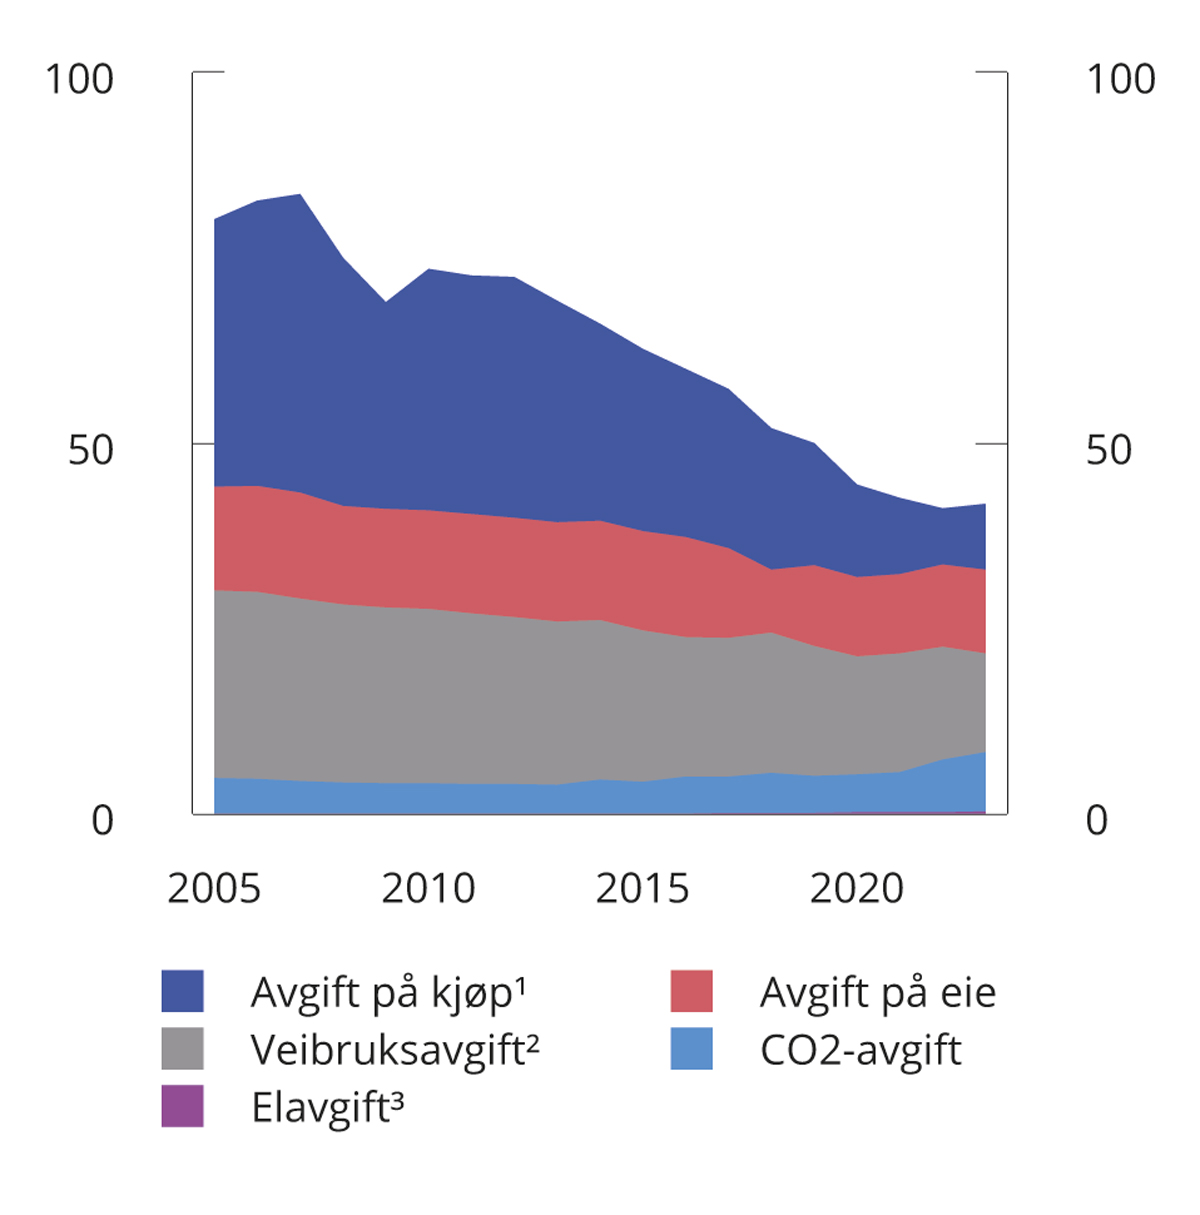 100 100
50 50
0 0
2005 2010 2015 2020
Avgift på kjøp¹ Avgift på eie
Veibruksavgift² CO2-avgift
Elavgift³